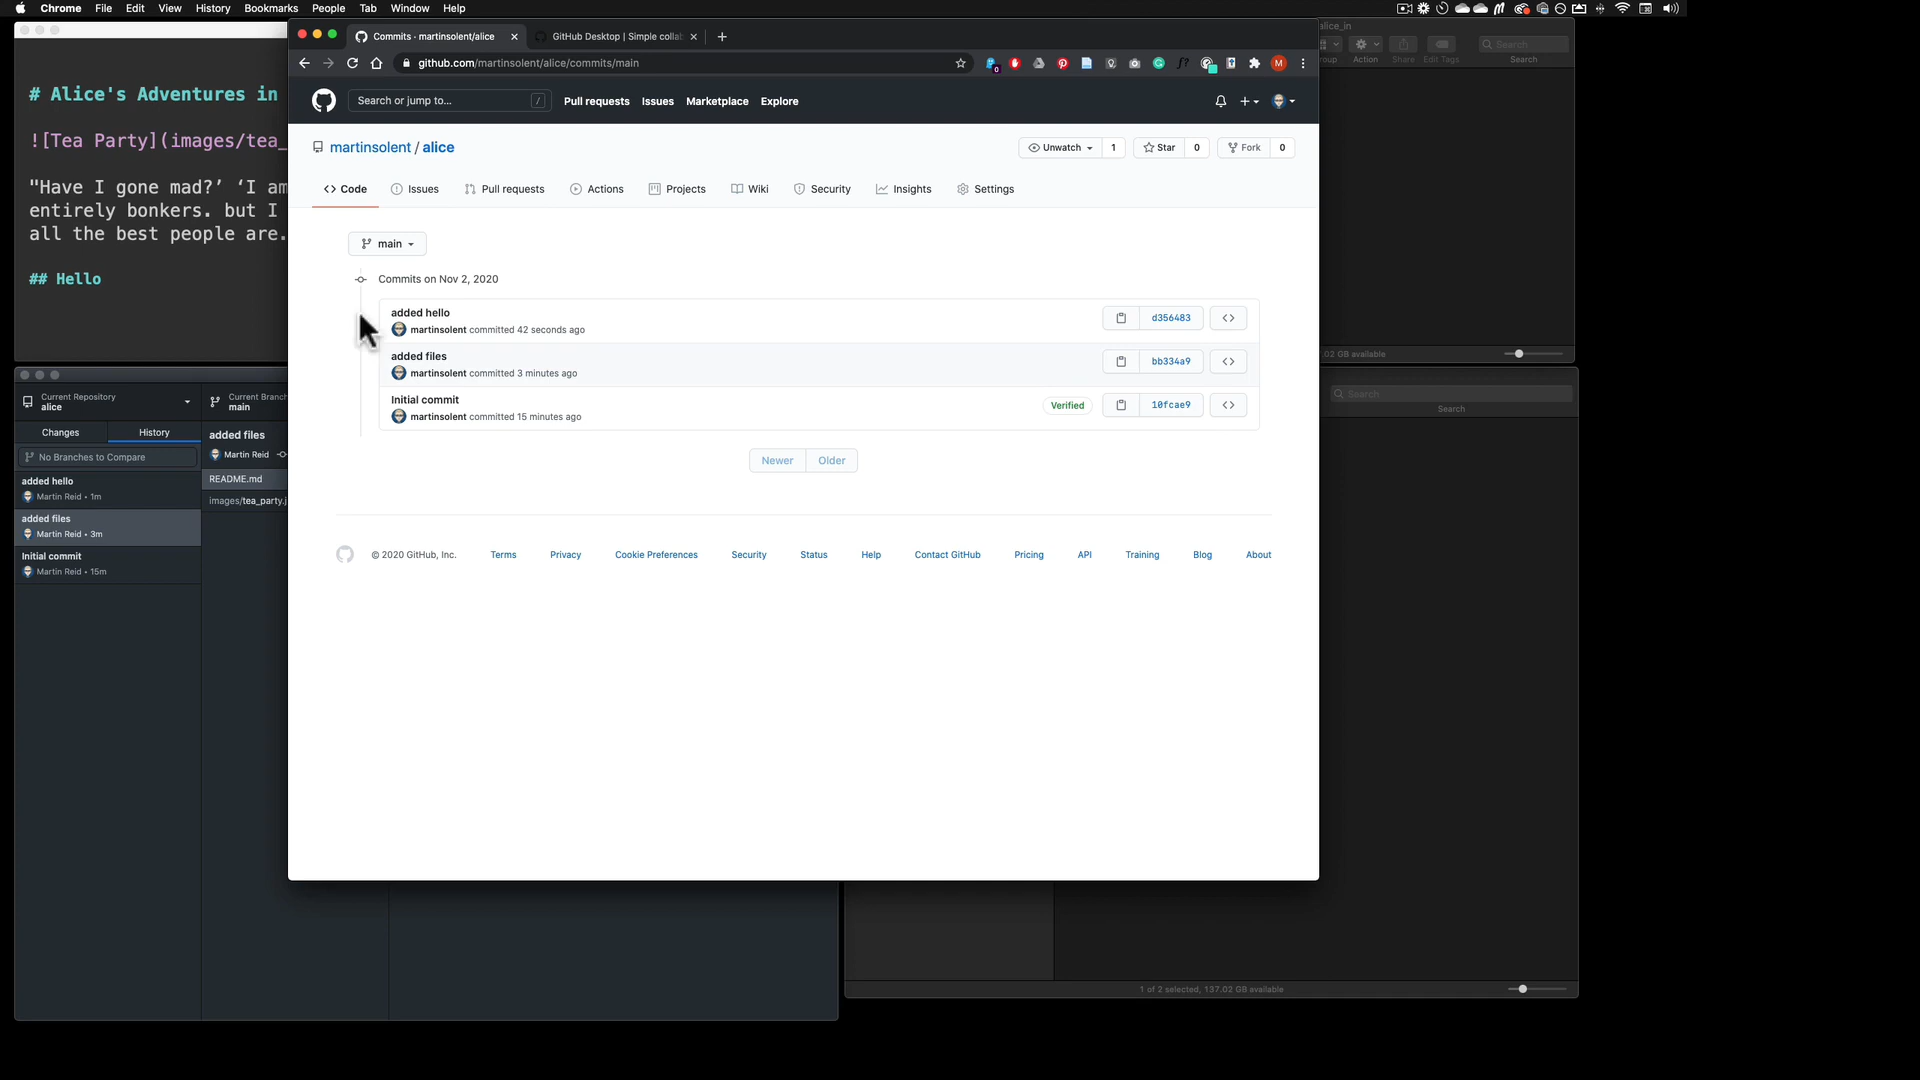 Chrome File Edit View History Bookmarks People Tab Window Help
Commits · martinsolent/alice
GitHub Desktop | Simple collab
github.com/martinsolent/alice/commits/main
Search or jump to... /
Pull requests Issues Marketplace Explore
martinsolent / alice
Unwatch 1 Star 0 Fork 0
Code Issues Pull requests Actions Projects Wiki Security Insights Settings
main
Commits on Nov 2, 2020
added hello
martinsolent committed 42 seconds ago
d356483
added files
martinsolent committed 3 minutes ago
bb334a9
Initial commit
martinsolent committed 15 minutes ago
Verified
10fcae9
Newer Older
© 2020 GitHub, Inc. Terms Privacy Cookie Preferences Security Status Help Contact GitHub Pricing API Training Blog About
# Alice's Adventures in
![Tea Party](images/tea_
"Have I gone mad?’ ‘I am
entirely bonkers. but I
all the best people are.
## Hello
Current Repository
alice
Current Branch
main
Changes History
No Branches to Compare
added hello
Martin Reid • 1m
added files
Martin Reid • 3m
Initial commit
Martin Reid • 15m
added files
Martin Reid
README.md
images/tea_party.j
alice_in
Search
roup Action Share Edit Tags Search
.02 GB available
Search
Search
1 of 2 selected, 137.02 GB available